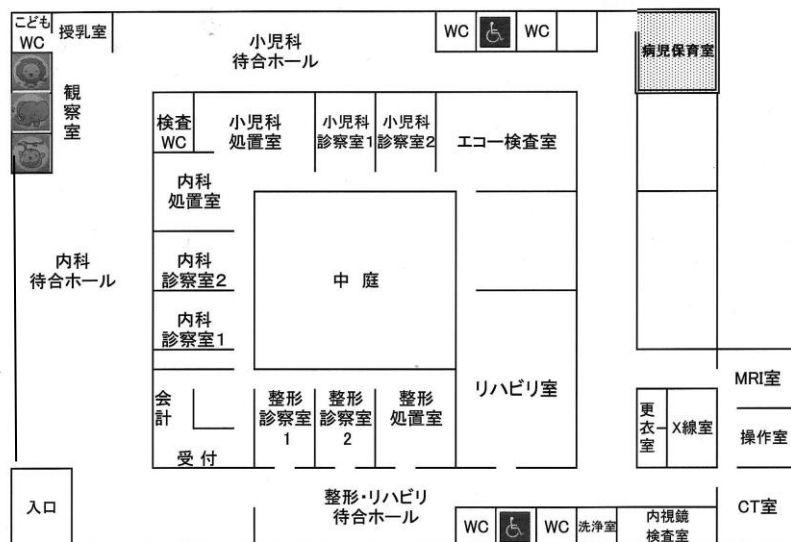 こども
WC
授乳室
小児科
待合ホール
WC
WC
病児保育室
観
察
室
検査
WC
小児科
処置室
小児科
診察室1
小児科
診察室2
エコー検査室
内科
処置室
内科
待合ホール
内科
診察室2
中庭
内科
診察室1
リハビリ室
MRI室
会
計
整形
診察室
1
整形
診察室
2
整形
処置室
更
衣
室
X線室
操作室
受付
入口
整形・リハビリ
待合ホール
WC
WC
洗浄室
内視鏡
検査室
CT室